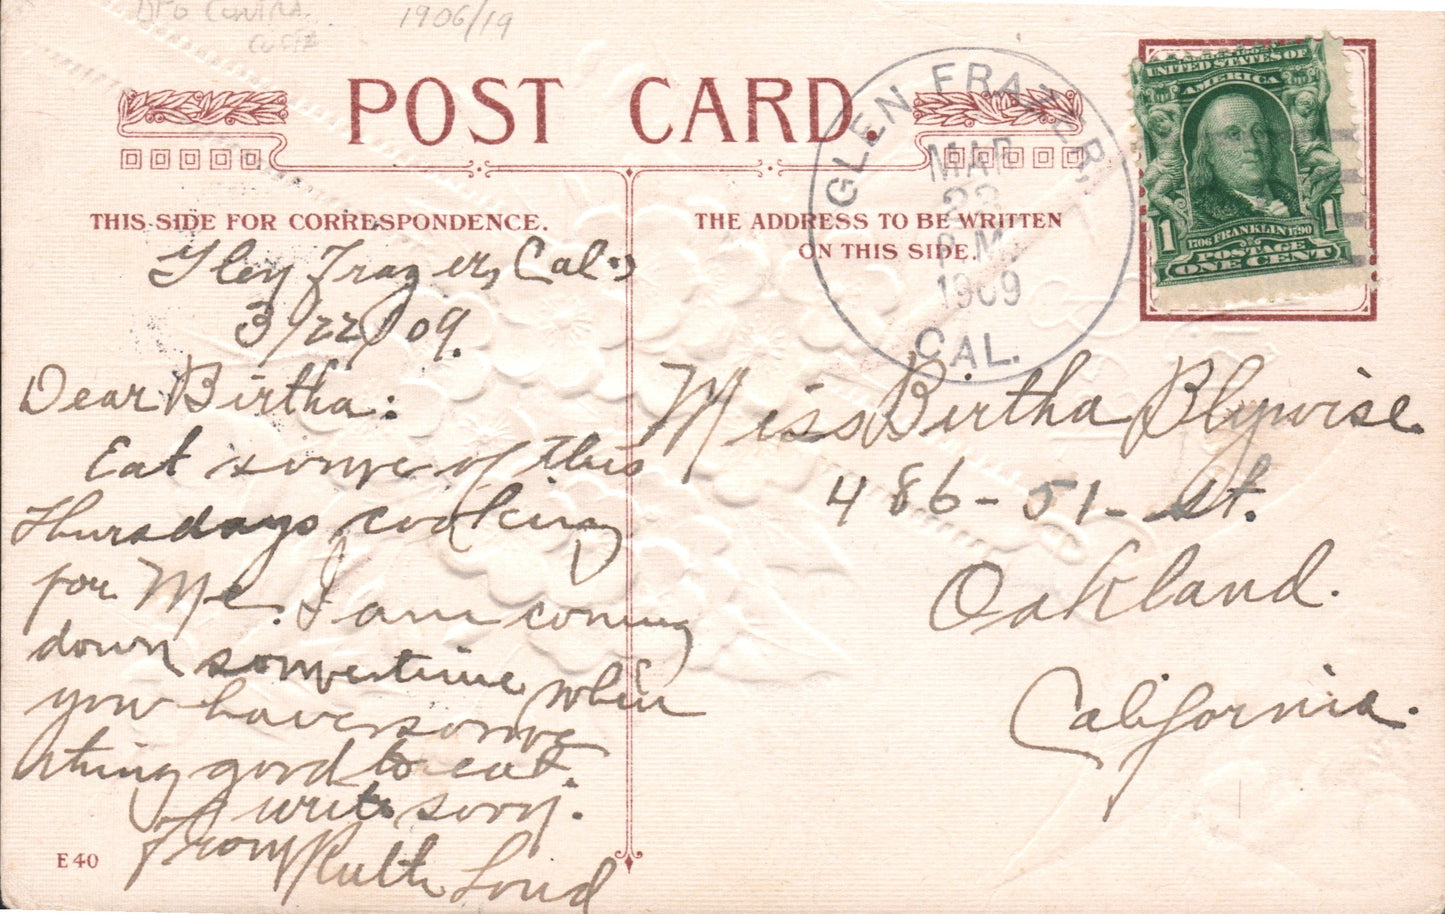 DPO CONTRA
COSTA
1906/19
POST CARD.
THIS SIDE FOR CORRESPONDENCE.
Glen Frazer, Cal.
3/22/09.
Dear Birtha:
Eat some of this
Thursdays cooking
for Me. I am coming
down sometime when
you have some
thing good to eat.
write soon.
From Ruth Loud
E 40
THE ADDRESS TO BE WRITTEN
ON THIS SIDE.
GLEN FRAZER,
MAR
22
P.M.
1909
CAL.
UNITED STATES OF
AMERICA
1706 FRANKLIN 1790
1 POSTAGE 1
ONE CENT
Miss Birtha Blywise
486 - 51 - st.
Oakland.
California.